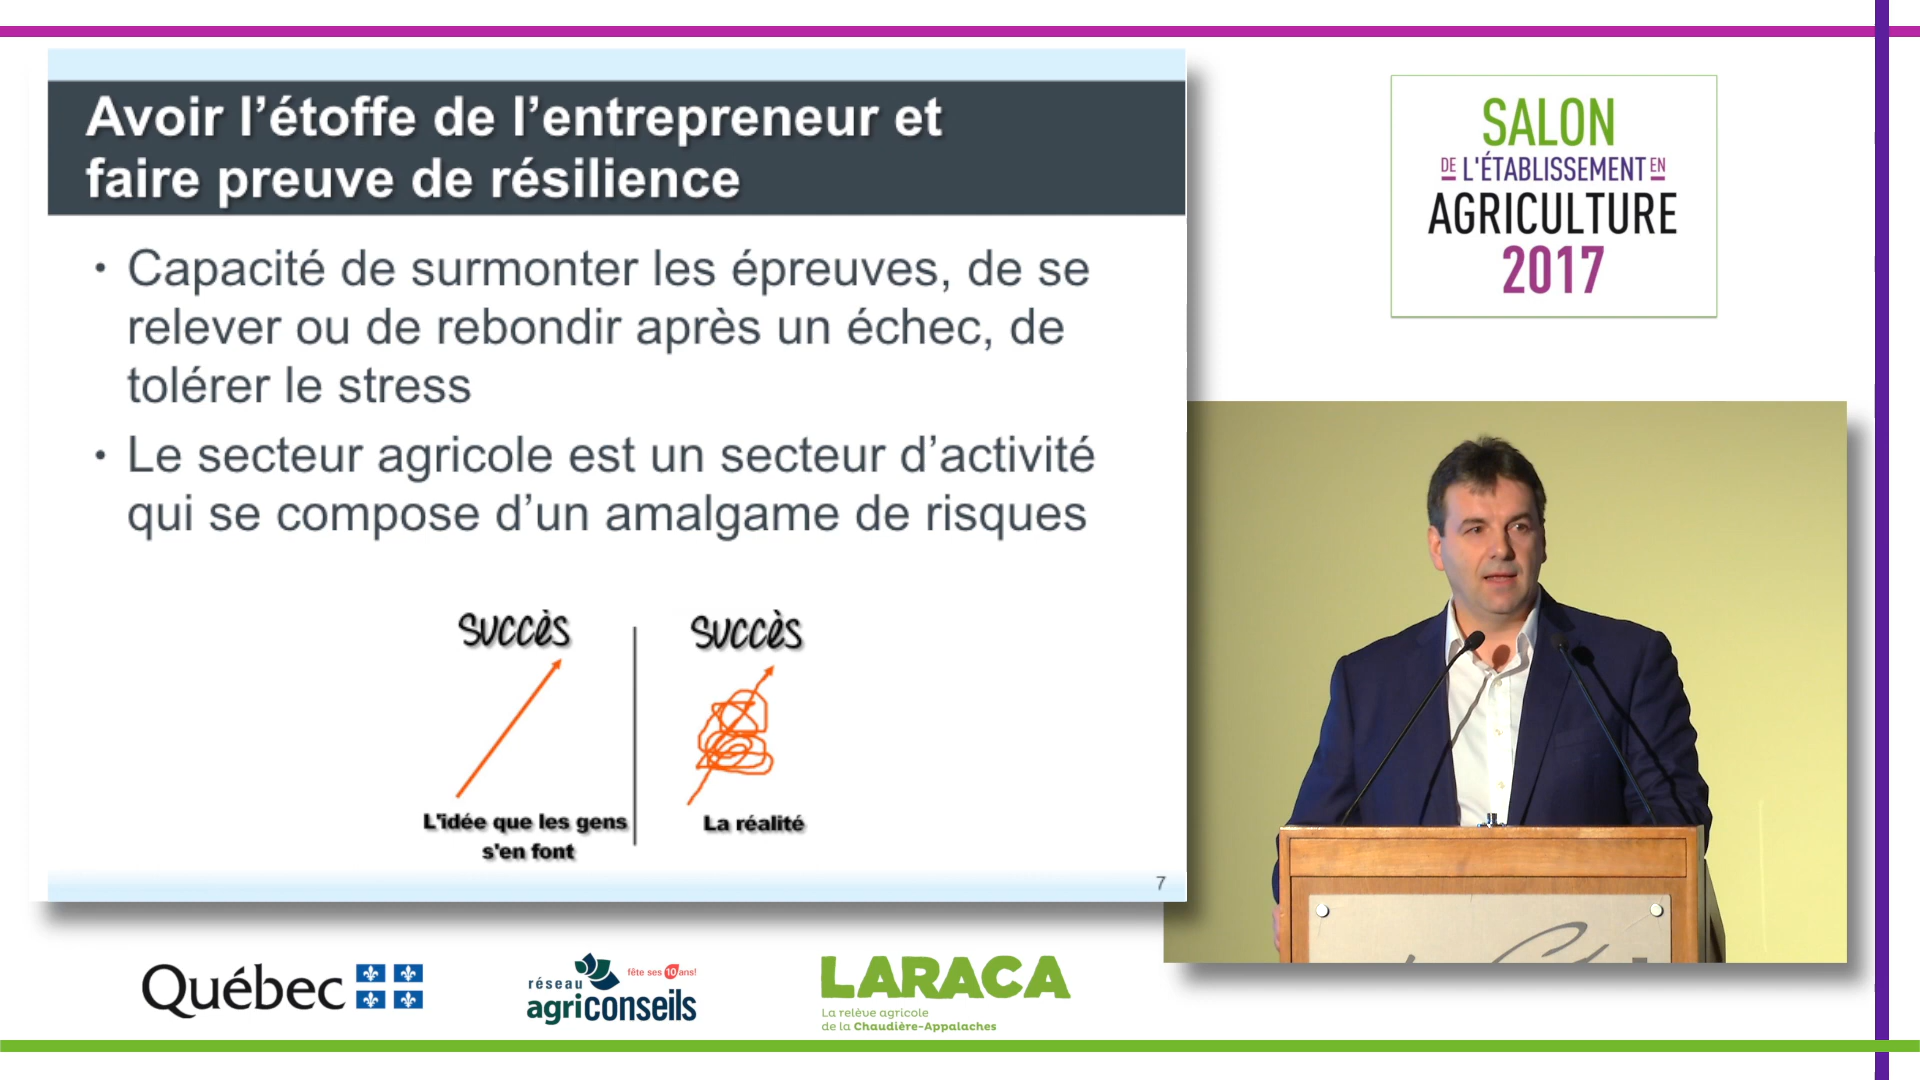 Avoir l’étoffe de l’entrepreneur et
faire preuve de résilience
• Capacité de surmonter les épreuves, de se
relever ou de rebondir après un échec, de
tolérer le stress
• Le secteur agricole est un secteur d’activité
qui se compose d’un amalgame de risques
succès
L'idée que les gens
s'en font
succès
La réalité
7
SALON
DE L'ÉTABLISSEMENT EN
AGRICULTURE
2017
Québec
réseau
agriconseils
fête ses 10 ans!
LARACA
La relève agricole
de la Chaudière-Appalaches